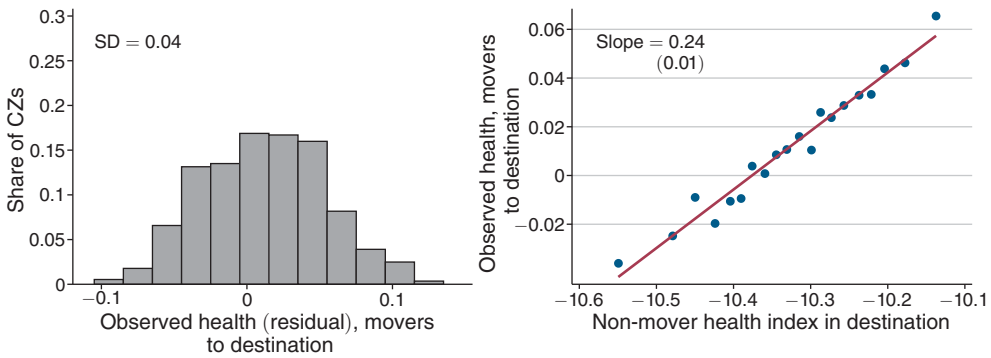 SD = 0.04
Share of CZs
0.3
0.25
0.2
0.15
0.1
0.05
0
−0.1
0
0.1
Observed health (residual), movers
to destination
Slope = 0.24
(0.01)
Observed health, movers
to destination
0.06
0.04
0.02
0
−0.02
−10.6
−10.5
−10.4
−10.3
−10.2
−10.1
Non-mover health index in destination